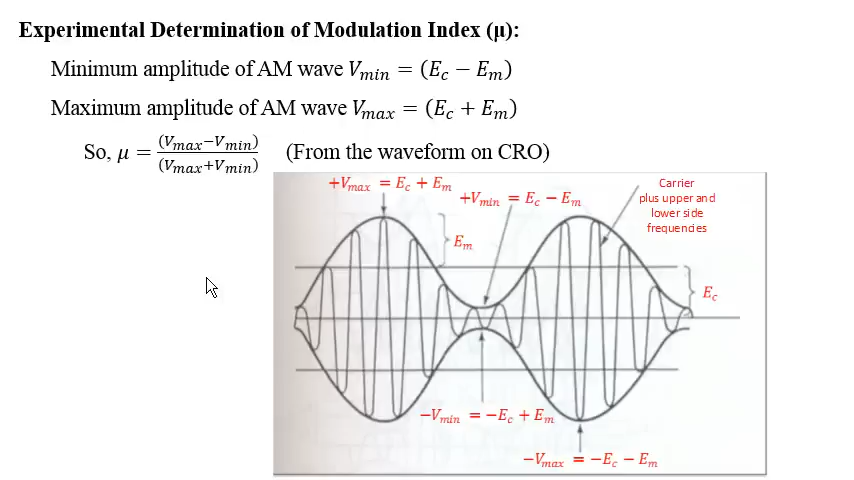 Experimental Determination of Modulation Index (μ):
Minimum amplitude of AM wave V_min = (E_c − E_m)
Maximum amplitude of AM wave V_max = (E_c + E_m)
So, μ = (V_max−V_min)/(V_max+V_min) (From the waveform on CRO)
+V_max = E_c + E_m
+V_min = E_c − E_m
Carrier
plus upper and
lower side
frequencies
E_m
E_c
−V_min = −E_c + E_m
−V_max = −E_c − E_m